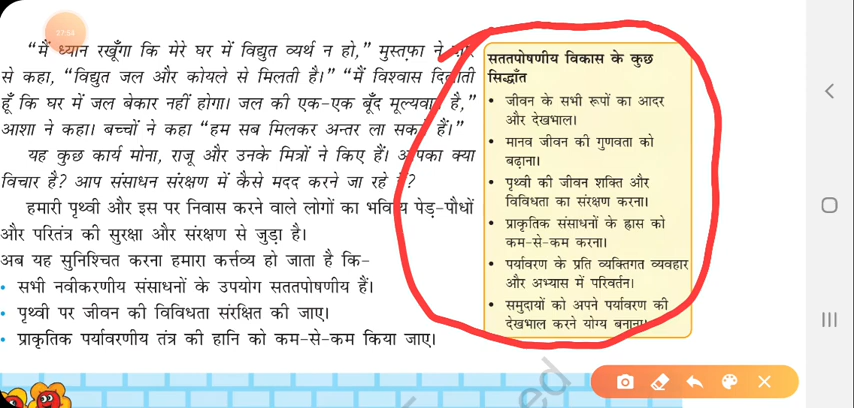 27:54
“मैं ध्यान रखूँगा कि मेरे घर में विद्युत व्यर्थ न हो,” मुस्तफ़ा ने
से कहा, “विद्युत जल और कोयले से मिलती है।” “मैं विश्वास
हूँ कि घर में जल बेकार नहीं होगा। जल की एक-एक बूँद है,”
आशा ने कहा। बच्चों ने कहा “हम सब मिलकर अन्तर ला हैं।”
यह कुछ कार्य मोना, राजू और उनके मित्रों ने किए हैं। क्या
विचार है? आप संसाधन संरक्षण में कैसे मदद करने जा रहे
हमारी पृथ्वी और इस पर निवास करने वाले लोगों का पेड़-पौधों
और परितंत्र की सुरक्षा और संरक्षण से जुड़ा है।
अब यह सुनिश्चित करना हमारा कर्त्तव्य हो जाता है कि-
• सभी नवीकरणीय संसाधनों के उपयोग सततपोषणीय हैं।
• पृथ्वी पर जीवन की विविधता संरक्षित की जाए।
• प्राकृतिक पर्यावरणीय तंत्र की हानि को कम-से-कम किया जाए।
सततपोषणीय विकास के कुछ
सिद्धाँत
• जीवन के सभी रूपों का आदर
और देखभाल।
• मानव जीवन की गुणवता को
बढ़ाना।
• पृथ्वी की जीवन शक्ति और
विविधता का संरक्षण करना।
• प्राकृतिक संसाधनों के ह्रास को
कम-से-कम करना।
• पर्यावरण के प्रति व्यक्तिगत व्यवहार
और अभ्यास में परिवर्तन।
• समुदायों को अपने पर्यावरण की
देखभाल करने योग्य बनाना।